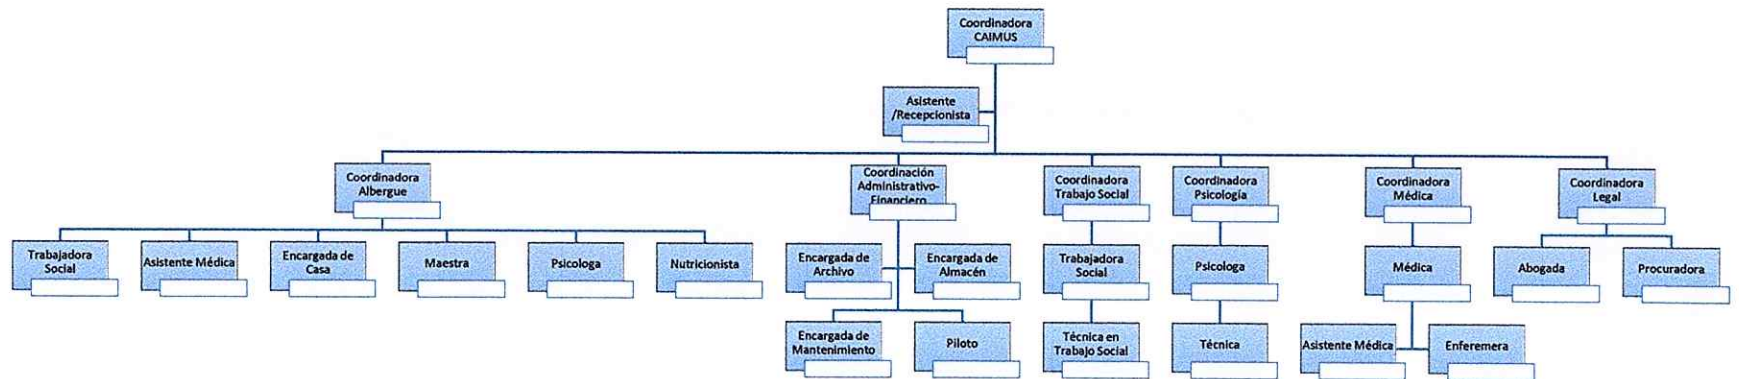 Coordinadora
CAIMUS
Asistente
/Recepcionista
Coordinadora
Albergue
Coordinación
Administrativo-
Financiero
Coordinadora
Trabajo Social
Coordinadora
Psicología
Coordinadora
Médica
Coordinadora
Legal
Trabajadora
Social
Asistente Médica
Encargada de
Casa
Maestra
Psicologa
Nutricionista
Encargada de
Archivo
Encargada de
Almacén
Trabajadora
Social
Psicologa
Médica
Abogada
Procuradora
Encargada de
Mantenimiento
Piloto
Técnica en
Trabajo Social
Técnica
Asistente Médica
Enferemera